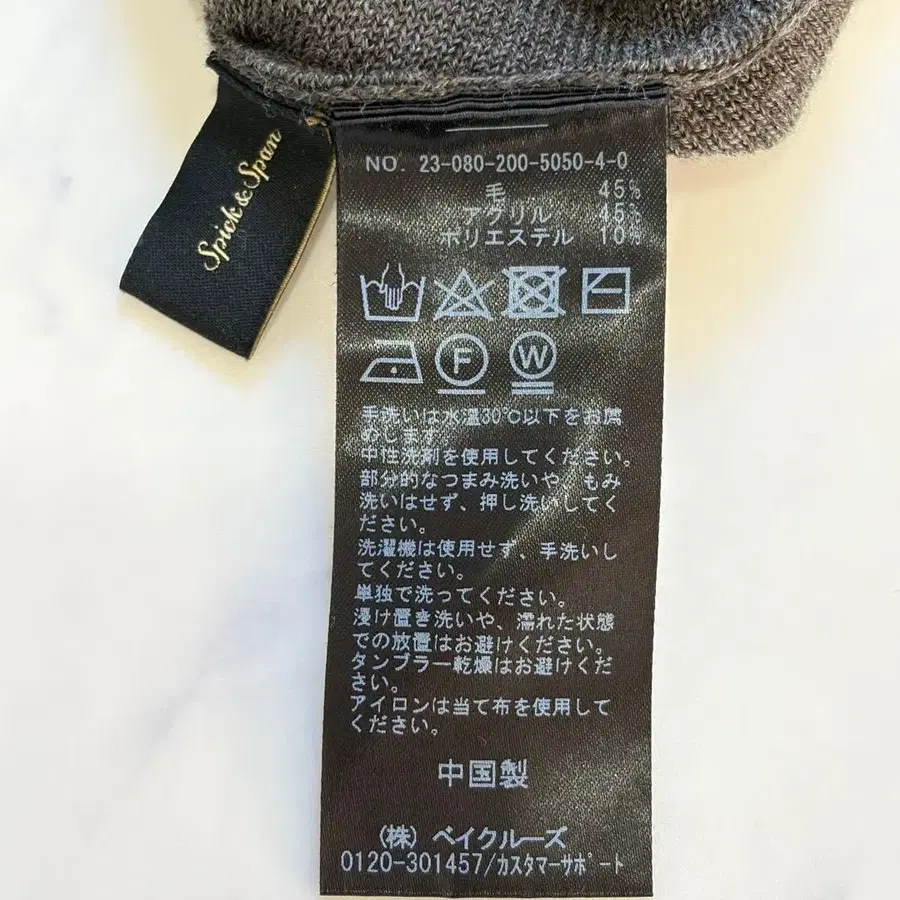 Spick & Span
NO. 23-080-200-5050-4-0
毛 45%
アクリル 45%
ポリエステル 10%
F W
手洗いは水温30℃以下をお薦
めします。
中性洗剤を使用してください。
部分的なつまみ洗いや、もみ
洗いはせず、押し洗いしてく
ださい。
洗濯機は使用せず、手洗いし
てください。
単独で洗ってください。
浸け置き洗いや、濡れた状態
での放置はお避けください。
タンブラー乾燥はお避けくだ
さい。
アイロンは当て布を使用して
ください。
中国製
(株) ベイクルーズ
0120-301457/カスタマーサポート